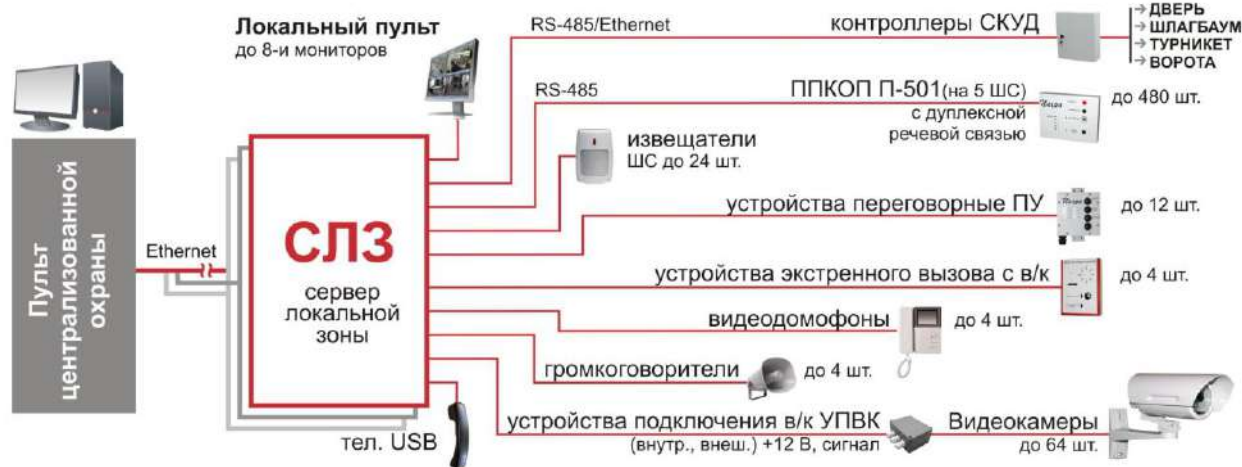 Локальный пульт
до 8-и мониторов
RS-485/Ethernet
контроллеры СКУД
ДВЕРЬ
ШЛАГБАУМ
ТУРНИКЕТ
ВОРОТА
RS-485
ППКОП П-501(на 5 ШС)
с дуплексной
речевой связью
до 480 шт.
извещатели
ШС до 24 шт.
устройства переговорные ПУ
до 12 шт.
Пульт
централизованной
охраны
Ethernet
СЛЗ
сервер
локальной
зоны
устройства экстренного вызова с в/к
до 4 шт.
видеодомофоны
до 4 шт.
громкоговорители
до 4 шт.
тел. USB
устройства подключения в/к УПВК
(внутр., внеш.) +12 В, сигнал
Видеокамеры
до 64 шт.